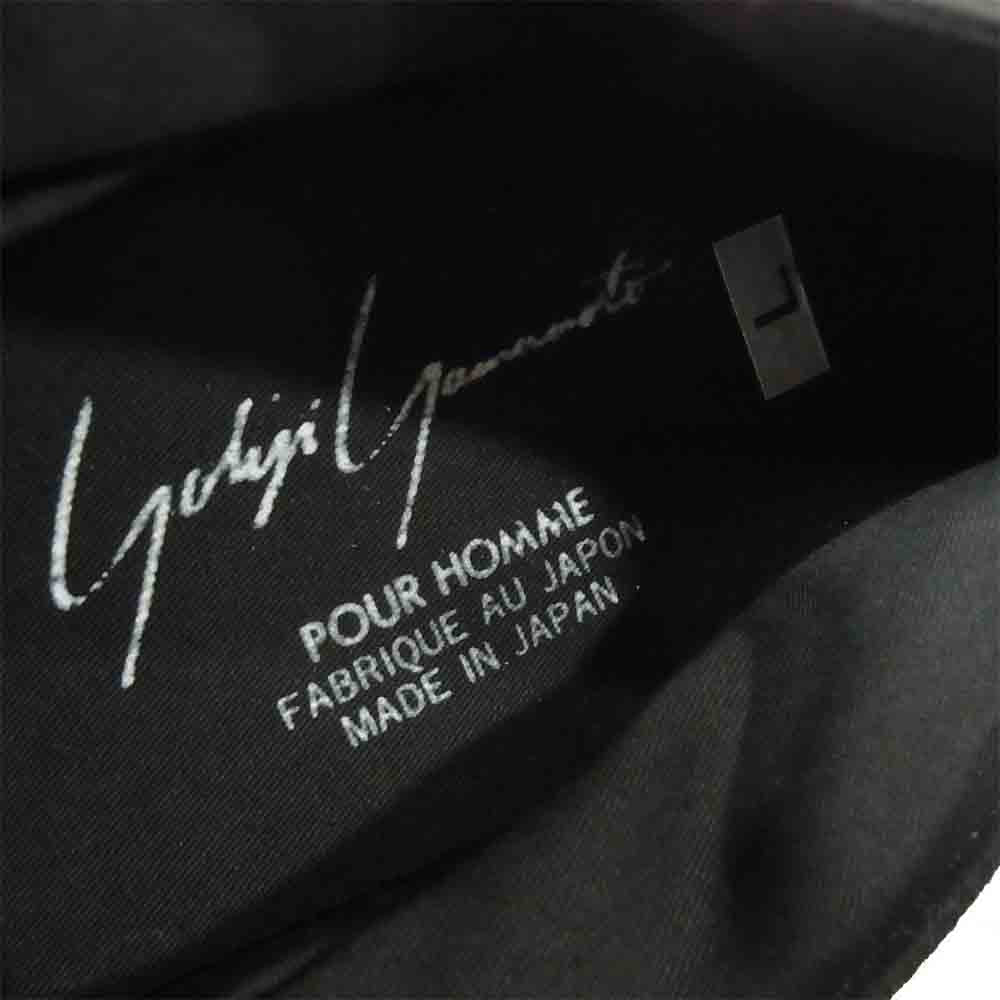 Yohji Yamamoto
POUR HOMME
FABRIQUE AU JAPON
MADE IN JAPAN
L